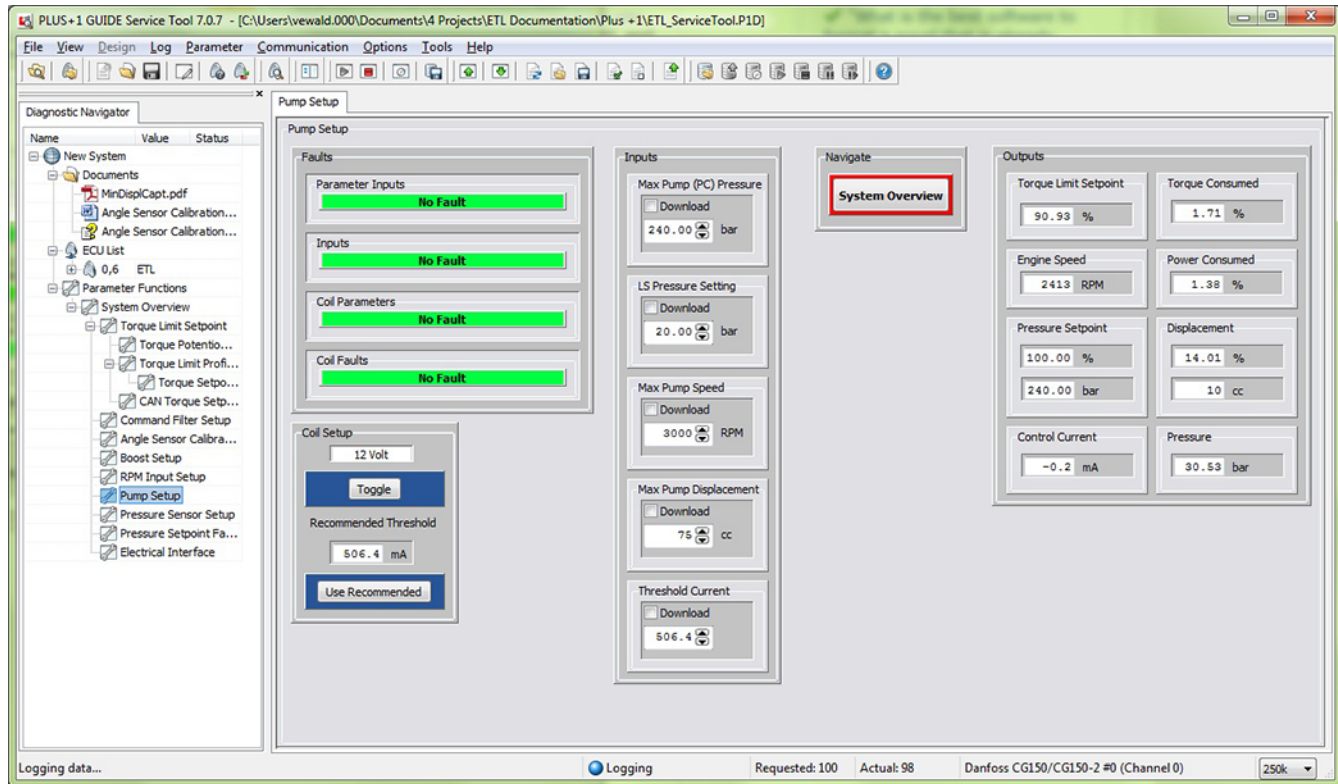 PLUS+1 GUIDE Service Tool 7.0.7 - [C:\Users\vewald.000\Documents\4 Projects\ETL Documentation\Plus +1\ETL_ServiceTool.P1D]
File View Design Log Parameter Communication Options Tools Help
Diagnostic Navigator
Name Value Status
New System
Documents
MinDisplCapt.pdf
Angle Sensor Calibration...
Angle Sensor Calibration...
ECU List
0,6 ETL
Parameter Functions
System Overview
Torque Limit Setpoint
Torque Potentio...
Torque Limit Profi...
Torque Setpo...
CAN Torque Setp...
Command Filter Setup
Angle Sensor Calibra...
Boost Setup
RPM Input Setup
Pump Setup
Pressure Sensor Setup
Pressure Setpoint Fa...
Electrical Interface
Pump Setup
Pump Setup
Faults
Parameter Inputs
No Fault
Inputs
No Fault
Coil Parameters
No Fault
Coil Faults
No Fault
Coil Setup
12 Volt
Toggle
Recommended Threshold
506.4 mA
Use Recommended
Inputs
Max Pump (PC) Pressure
Download
240.00 bar
LS Pressure Setting
Download
20.00 bar
Max Pump Speed
Download
3000 RPM
Max Pump Displacement
Download
75 cc
Threshold Current
Download
506.4
Navigate
System Overview
Outputs
Torque Limit Setpoint
90.93 %
Torque Consumed
1.71 %
Engine Speed
2413 RPM
Power Consumed
1.38 %
Pressure Setpoint
100.00 %
240.00 bar
Displacement
14.01 %
10 cc
Control Current
-0.2 mA
Pressure
30.53 bar
Logging data...
Logging
Requested: 100
Actual: 98
Danfoss CG150/CG150-2 #0 (Channel 0)
250k